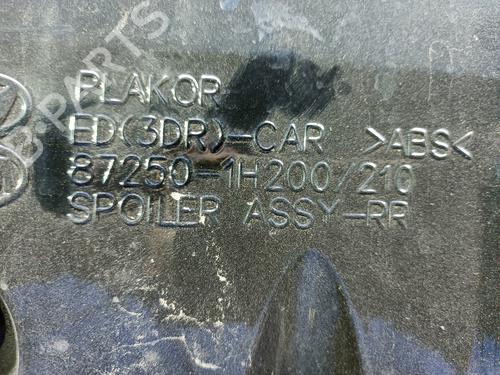 PLAKOR
ED(3DR)-CAR >ABS<
87250-1H200/210
SPOILER ASSY-RR